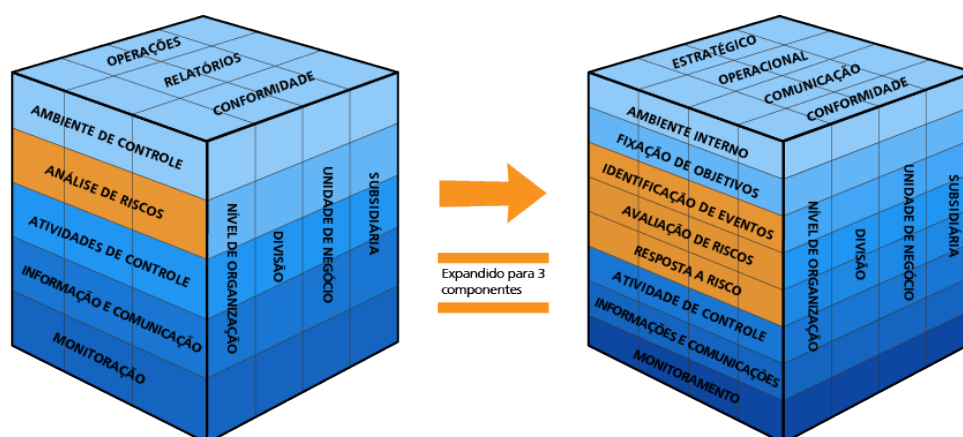 OPERAÇÕES
RELATÓRIOS
CONFORMIDADE
AMBIENTE DE CONTROLE
ANÁLISE DE RISCOS
ATIVIDADES DE CONTROLE
INFORMAÇÃO E COMUNICAÇÃO
MONITORAÇÃO
NÍVEL DE ORGANIZAÇÃO
DIVISÃO
UNIDADE DE NEGÓCIO
SUBSIDIÁRIA
Expandido para 3
componentes
ESTRATÉGICO
OPERACIONAL
COMUNICAÇÃO
CONFORMIDADE
AMBIENTE INTERNO
FIXAÇÃO DE OBJETIVOS
IDENTIFICAÇÃO DE EVENTOS
AVALIAÇÃO DE RISCOS
RESPOSTA A RISCO
ATIVIDADE DE CONTROLE
INFORMAÇÕES E COMUNICAÇÕES
MONITORAMENTO
NÍVEL DE ORGANIZAÇÃO
DIVISÃO
UNIDADE DE NEGÓCIO
SUBSIDIÁRIA